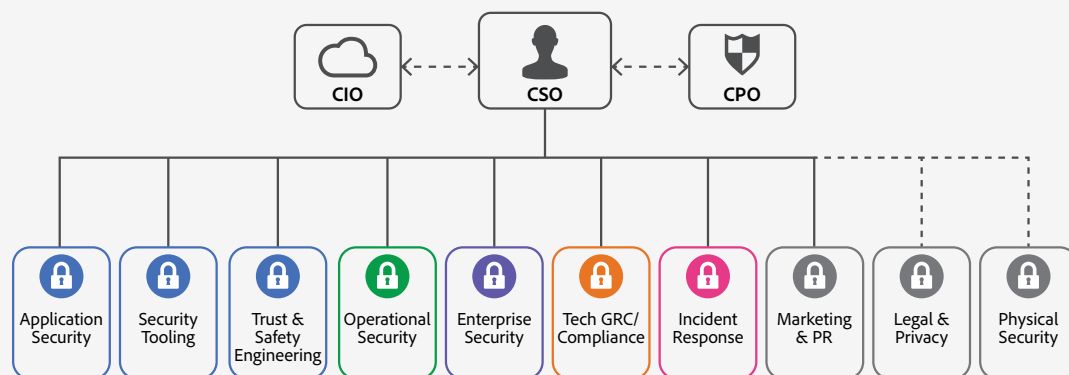 CIO
CSO
CPO
Application
Security
Security
Tooling
Trust &
Safety
Engineering
Operational
Security
Enterprise
Security
Tech GRC/
Compliance
Incident
Response
Marketing
& PR
Legal &
Privacy
Physical
Security